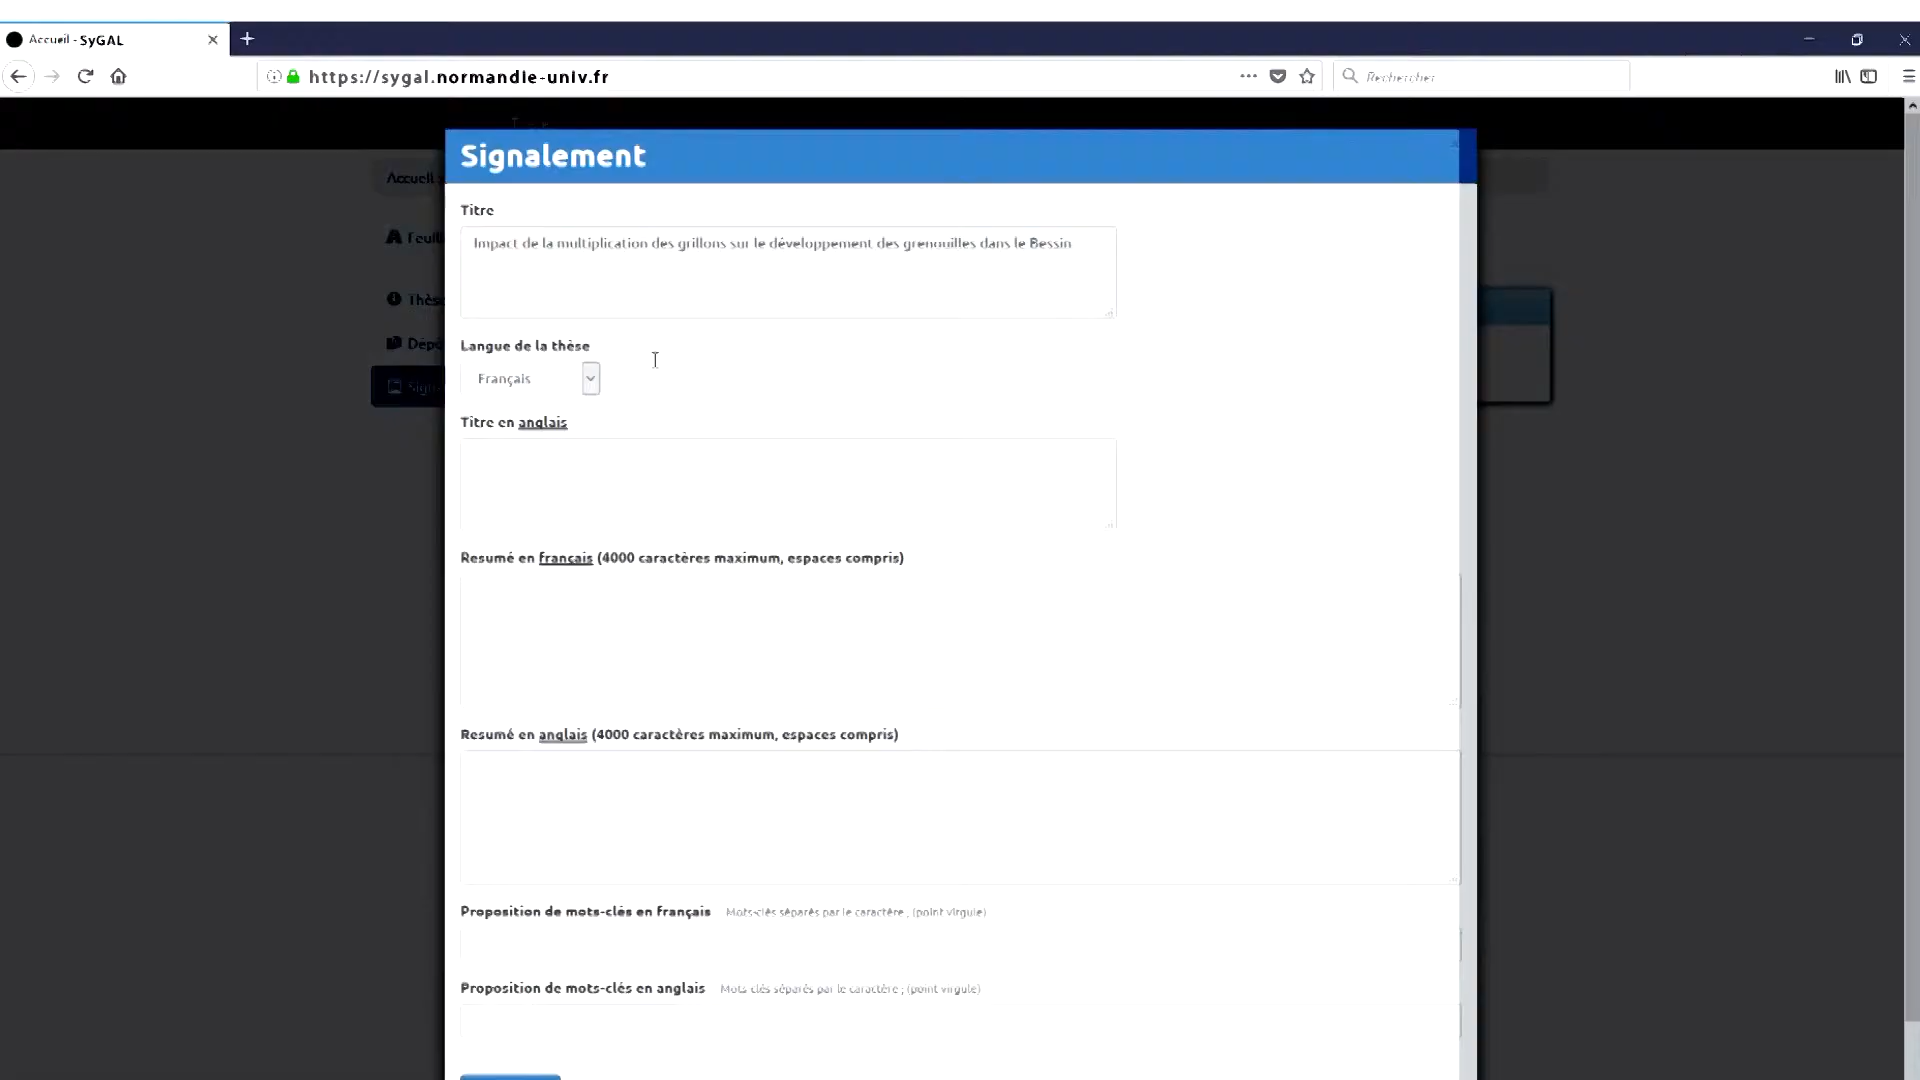 Accueil - SyGAL
https://sygal.normandie-univ.fr
Rechercher
Signalement
Accueil
Titre
Impact de la multiplication des grillons sur le développement des grenouilles dans le Bessin
Langue de la thèse
Français
Titre en anglais
Resumé en français (4000 caractères maximum, espaces compris)
Resumé en anglais (4000 caractères maximum, espaces compris)
Proposition de mots-clés en français Mots-clés séparés par le caractère ; (point virgule)
Proposition de mots-clés en anglais Mots-clés séparés par le caractère ; (point virgule)